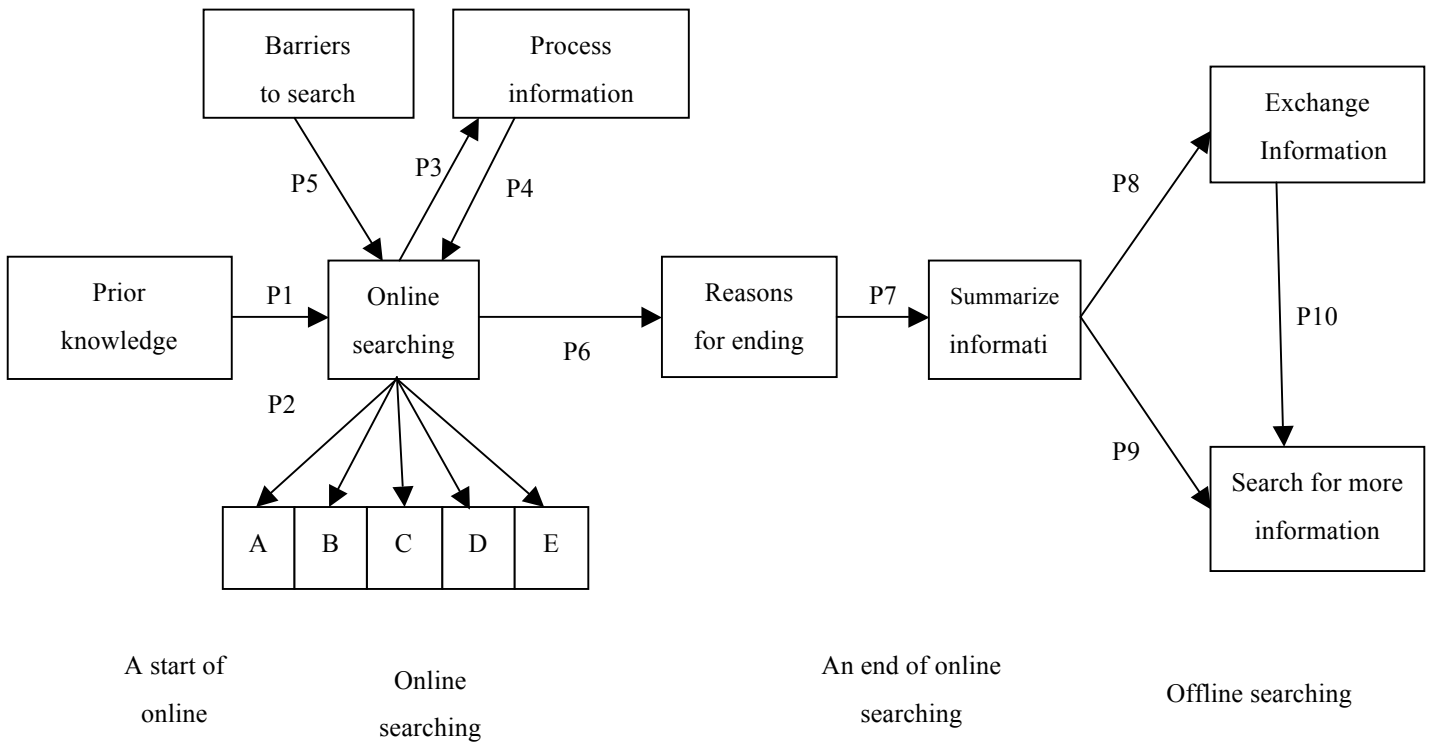 Barriers
to search
Process
information
Exchange
Information
P5
P3
P4
P8
Prior
knowledge
P1
Online
searching
P6
Reasons
for ending
P7
Summarize
informati
P10
P2
P9
Search for more
information
A
B
C
D
E
A start of
online
Online
searching
An end of online
searching
Offline searching